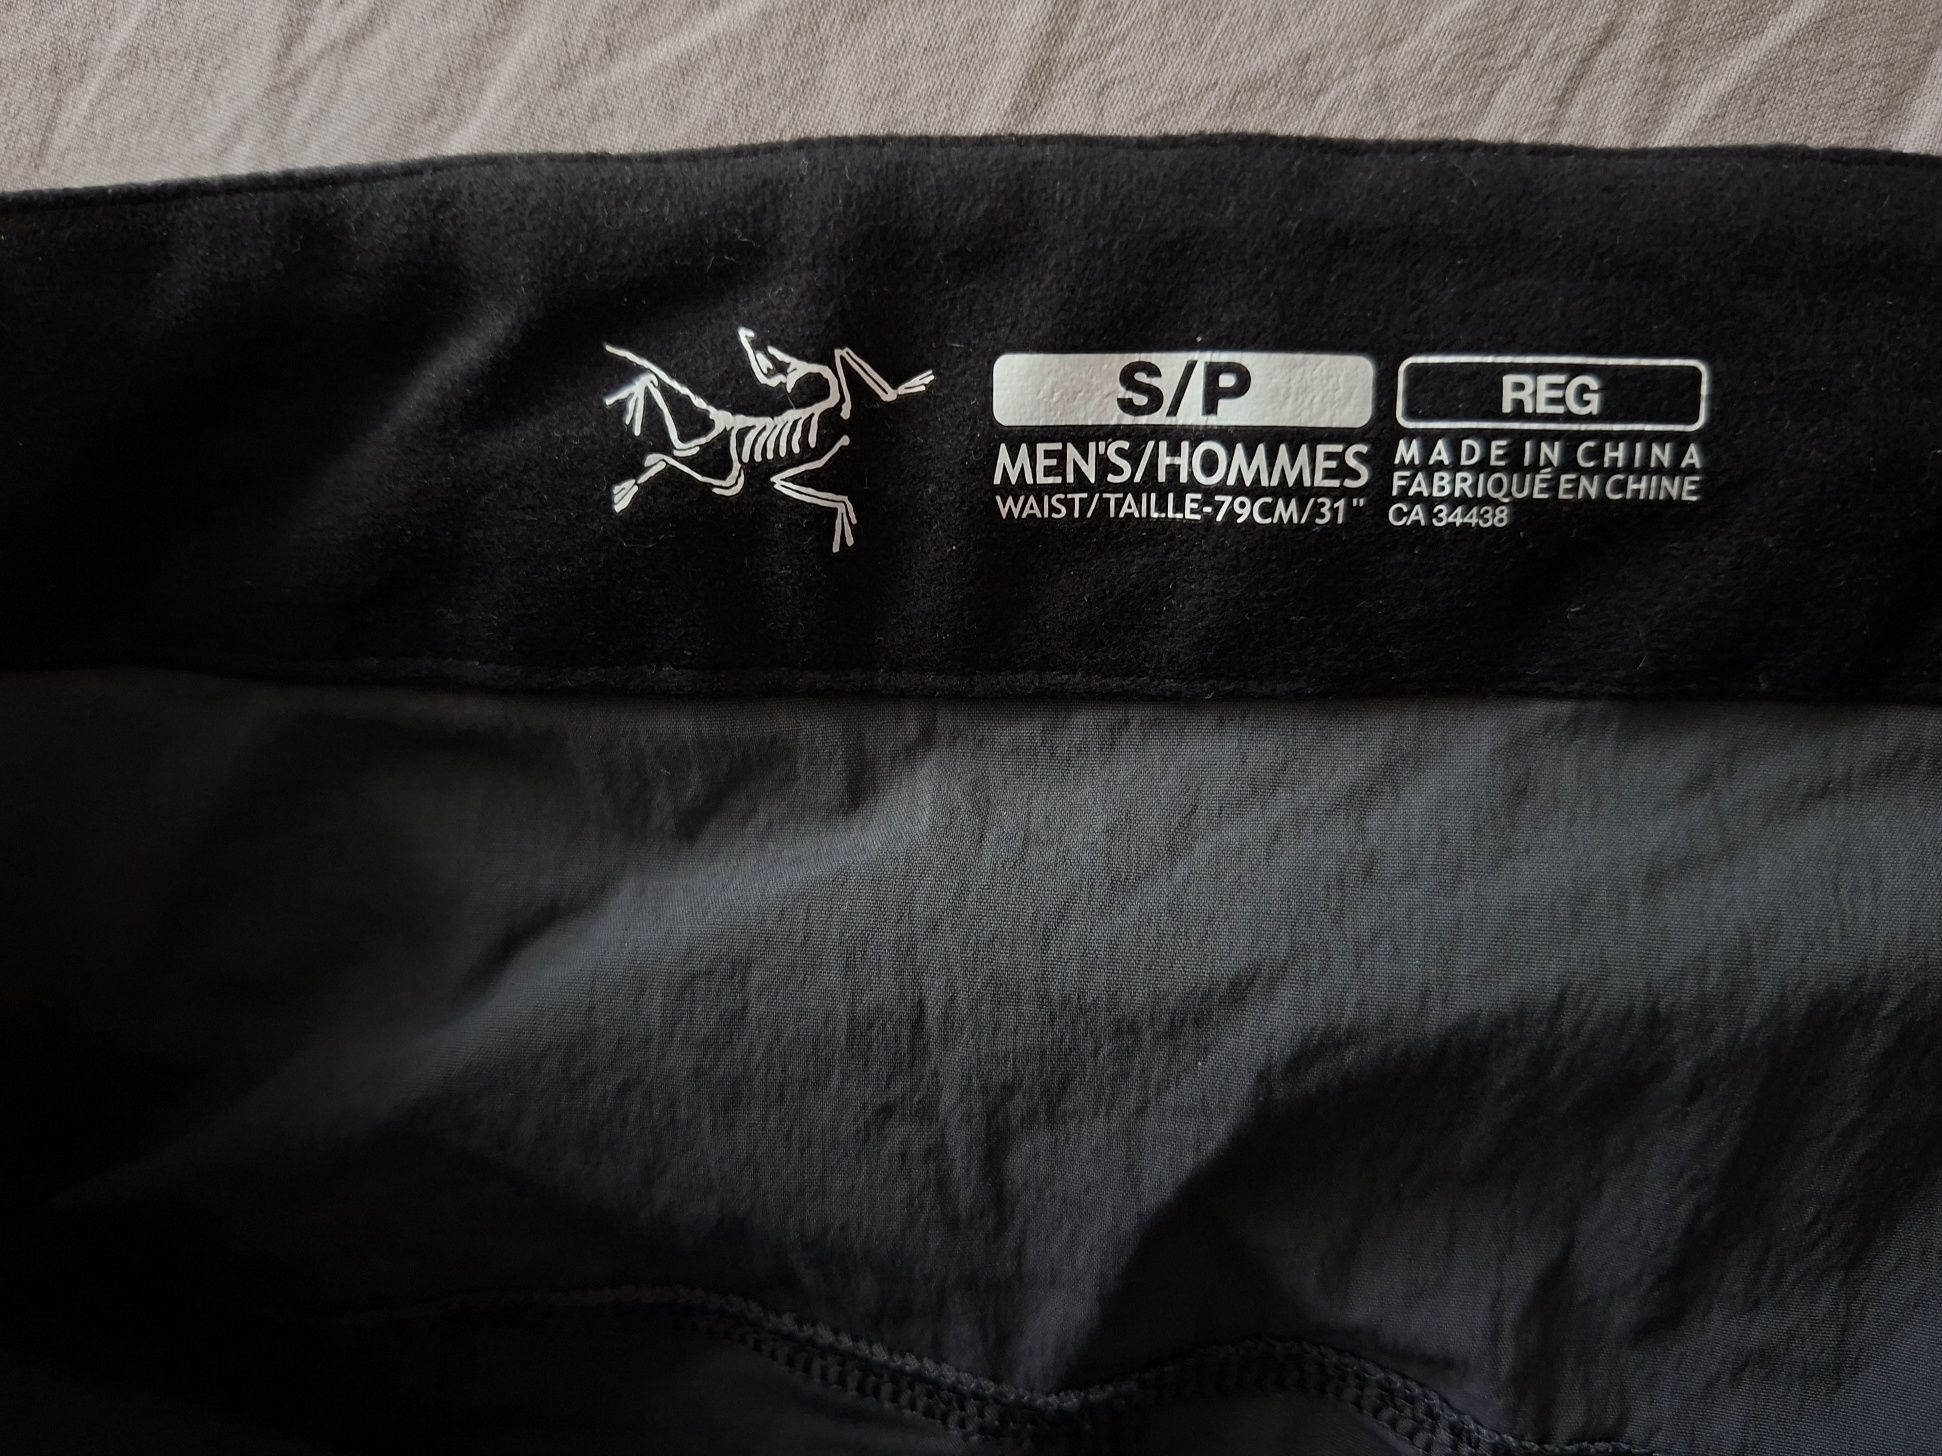 S/P
MEN'S/HOMMES
WAIST/TAILLE-79CM/31"
REG
MADE IN CHINA
FABRIQUÉ EN CHINE
CA 34438